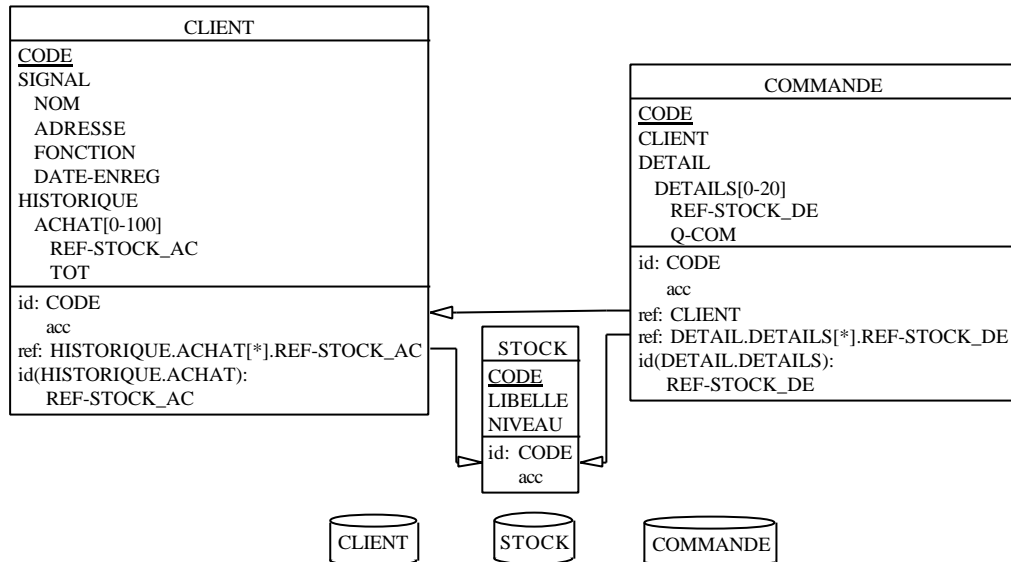 CLIENT
CODE
SIGNAL
NOM
ADRESSE
FONCTION
DATE-ENREG
HISTORIQUE
ACHAT[0-100]
REF-STOCK_AC
TOT
id: CODE
acc
ref: HISTORIQUE.ACHAT[*].REF-STOCK_AC
id(HISTORIQUE.ACHAT):
REF-STOCK_AC
STOCK
CODE
LIBELLE
NIVEAU
id: CODE
acc
COMMANDE
CODE
CLIENT
DETAIL
DETAILS[0-20]
REF-STOCK_DE
Q-COM
id: CODE
acc
ref: CLIENT
ref: DETAIL.DETAILS[*].REF-STOCK_DE
id(DETAIL.DETAILS):
REF-STOCK_DE
CLIENT
STOCK
COMMANDE